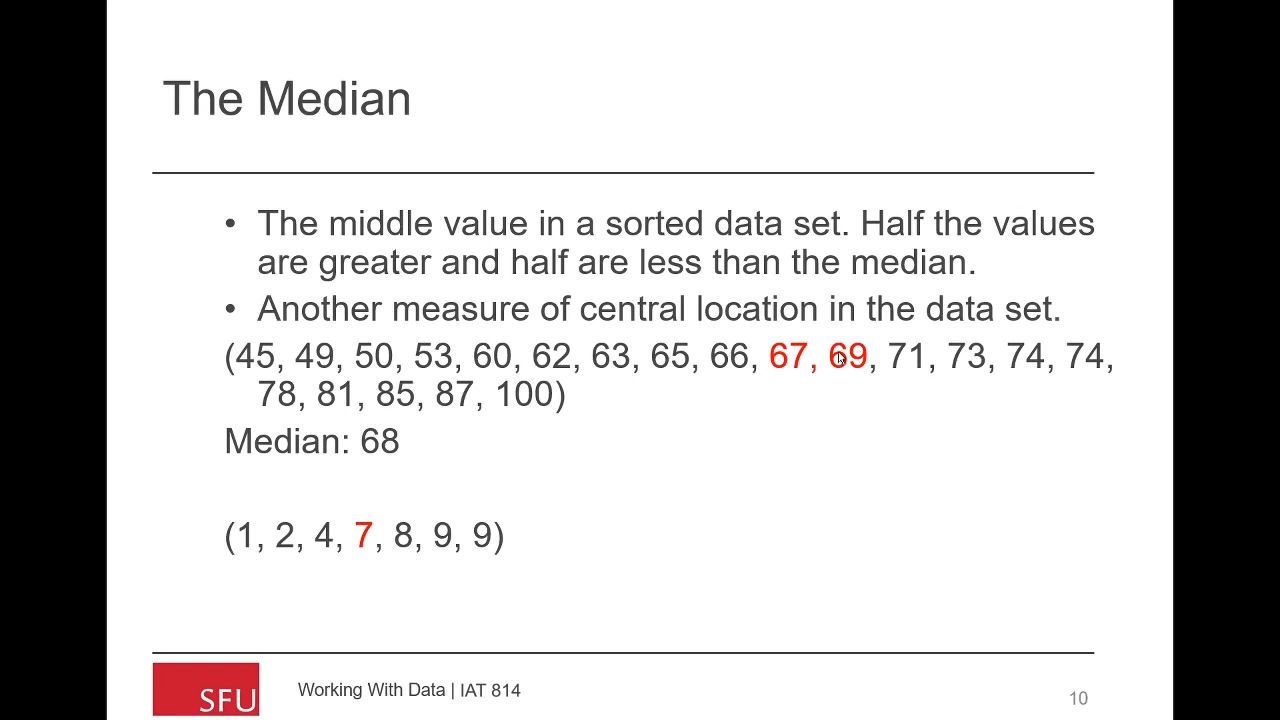 The Median
• The middle value in a sorted data set. Half the values
are greater and half are less than the median.
• Another measure of central location in the data set.
(45, 49, 50, 53, 60, 62, 63, 65, 66, 67, 69, 71, 73, 74, 74,
78, 81, 85, 87, 100)
Median: 68
(1, 2, 4, 7, 8, 9, 9)
SFU
Working With Data | IAT 814
10